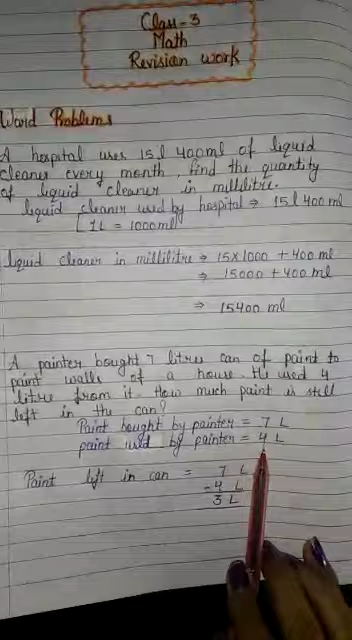 Class-3
Math
Revision work
Word Problems
A hospital uses 15 l 400ml of liquid
cleaner every month, find the quantity
of liquid cleaner in millilitre.
liquid cleaner used by hospital ⇒ 15 l 400 ml
[1L = 1000ml]
liquid cleaner in millilitre ⇒ 15x1000 + 400 ml
⇒ 15000 + 400 ml
⇒ 15400 ml
A painter bought 7 litres can of paint to
paint walls of a house. He used 4
litre from it. How much paint is still
left in the can?
Paint bought by painter = 7 L
paint used by painter = 4 L
Paint left in can = 7 L
- 4 L
3 L